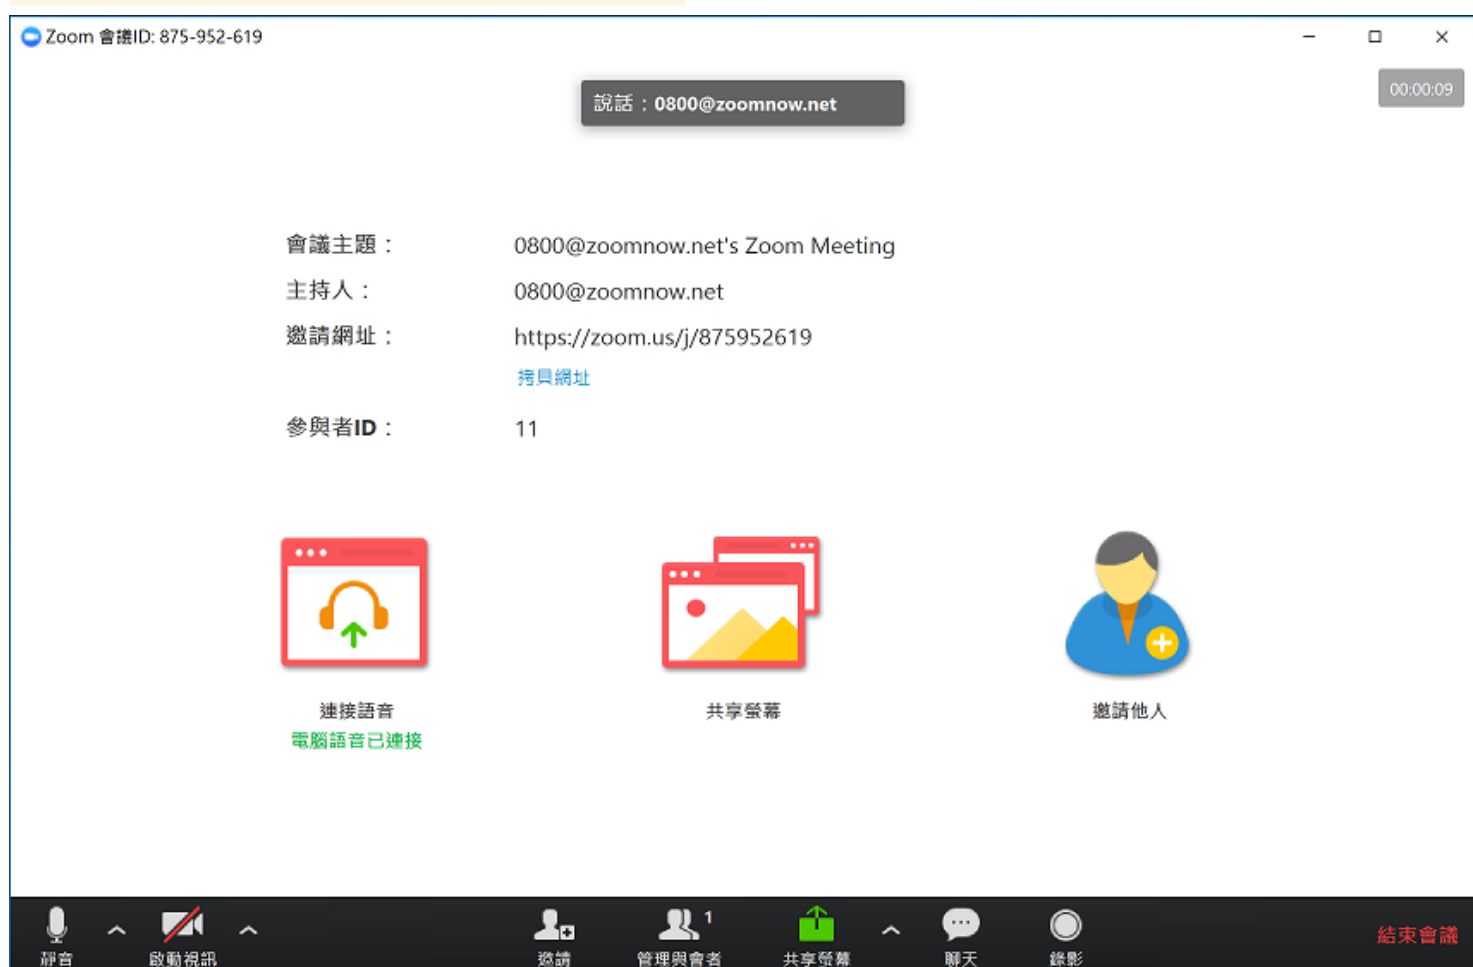 Zoom 會議ID: 875-952-619
00:00:09
說話：0800@zoomnow.net
會議主題： 0800@zoomnow.net's Zoom Meeting
主持人： 0800@zoomnow.net
邀請網址： https://zoom.us/j/875952619
拷貝網址
參與者ID： 11
連接語音 共享螢幕 邀請他人
電腦語音已連接
1
靜音 啟動視訊 邀請 管理與會者 共享螢幕 聊天 錄影 結束會議